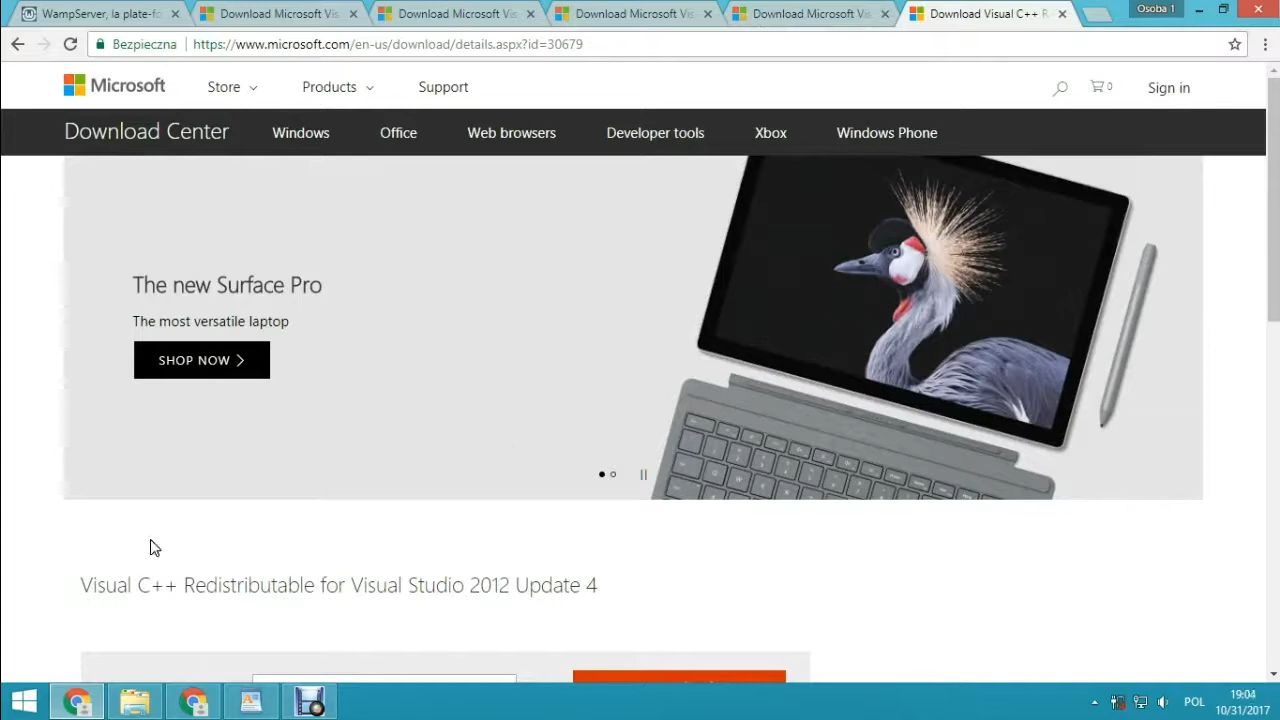 WampServer, la plate-fo
Download Microsoft Vis
Download Microsoft Vis
Download Microsoft Vis
Download Microsoft Vis
Download Visual C++ R
Osoba 1
Bezpieczna
https://www.microsoft.com/en-us/download/details.aspx?id=30679
Microsoft
Store
Products
Support
0
Sign in
Download Center
Windows
Office
Web browsers
Developer tools
Xbox
Windows Phone
The new Surface Pro
The most versatile laptop
SHOP NOW
Visual C++ Redistributable for Visual Studio 2012 Update 4
POL
19:04
10/31/2017